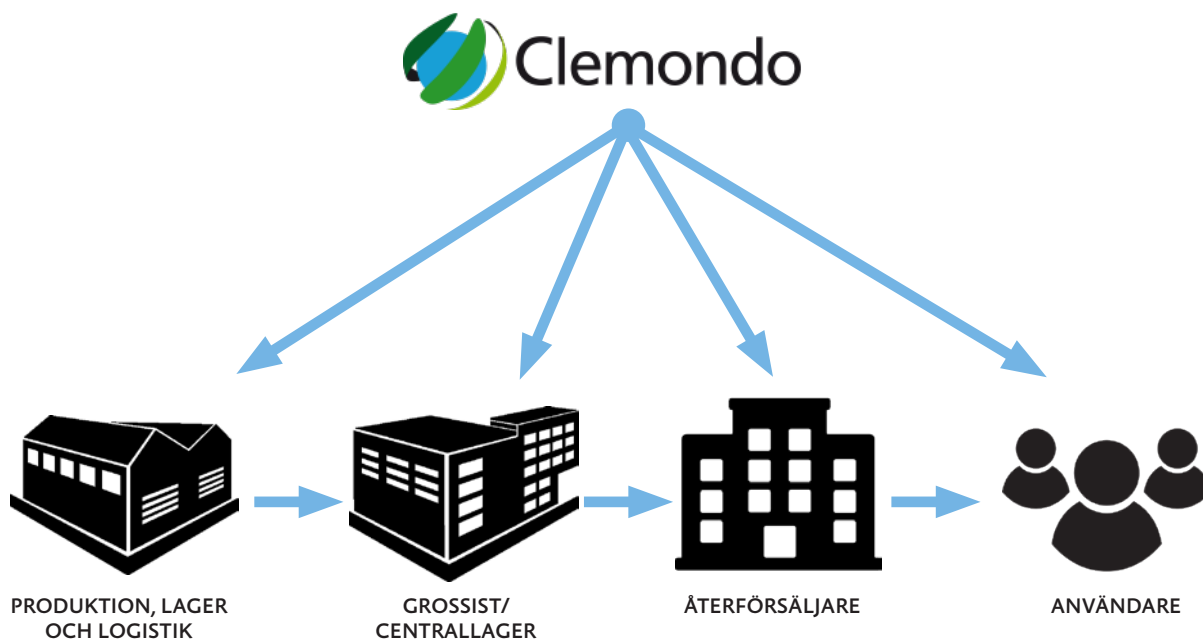 Clemondo
PRODUKTION, LAGER
OCH LOGISTIK
GROSSIST/
CENTRALLAGER
ÅTERFÖRSÄLJARE
ANVÄNDARE